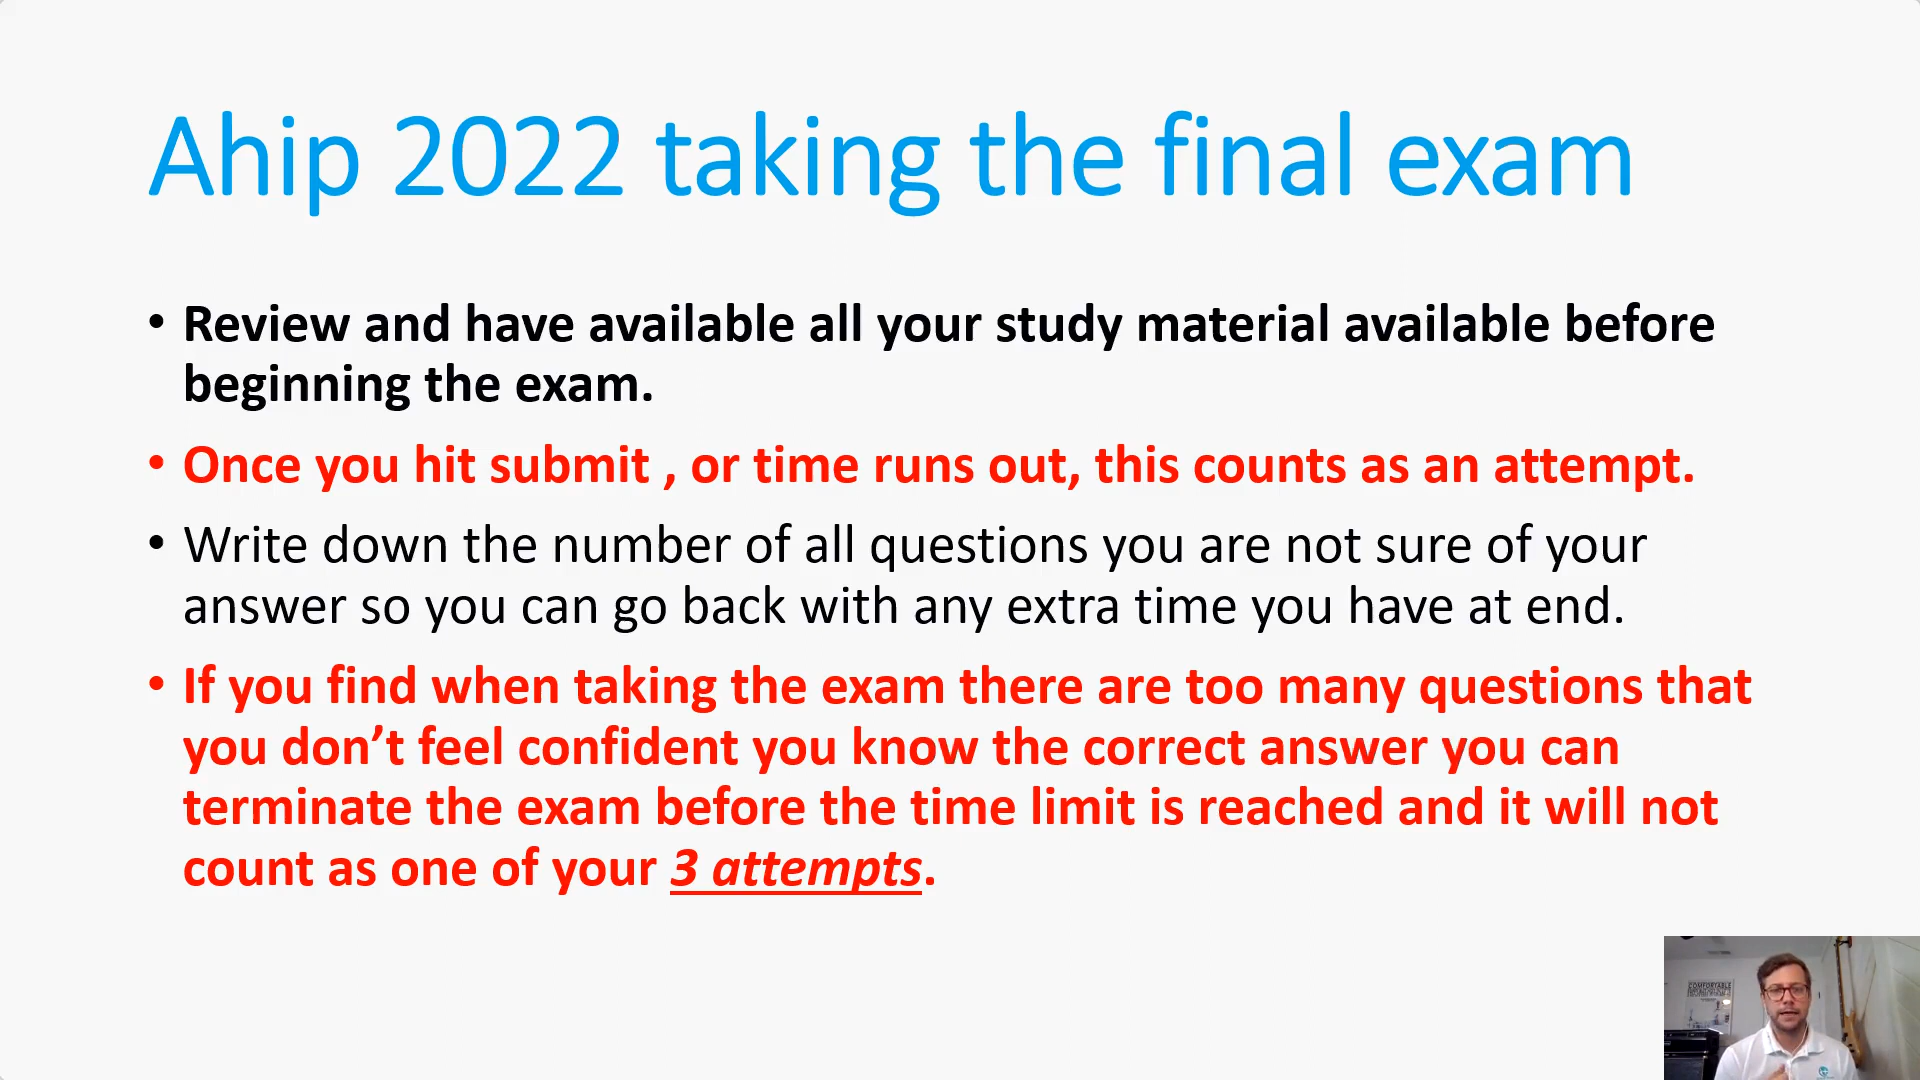 Ahip 2022 taking the final exam
• Review and have available all your study material available before
beginning the exam.
• Once you hit submit , or time runs out, this counts as an attempt.
• Write down the number of all questions you are not sure of your
answer so you can go back with any extra time you have at end.
• If you find when taking the exam there are too many questions that
you don’t feel confident you know the correct answer you can
terminate the exam before the time limit is reached and it will not
count as one of your 3 attempts.
COMFORTABLE